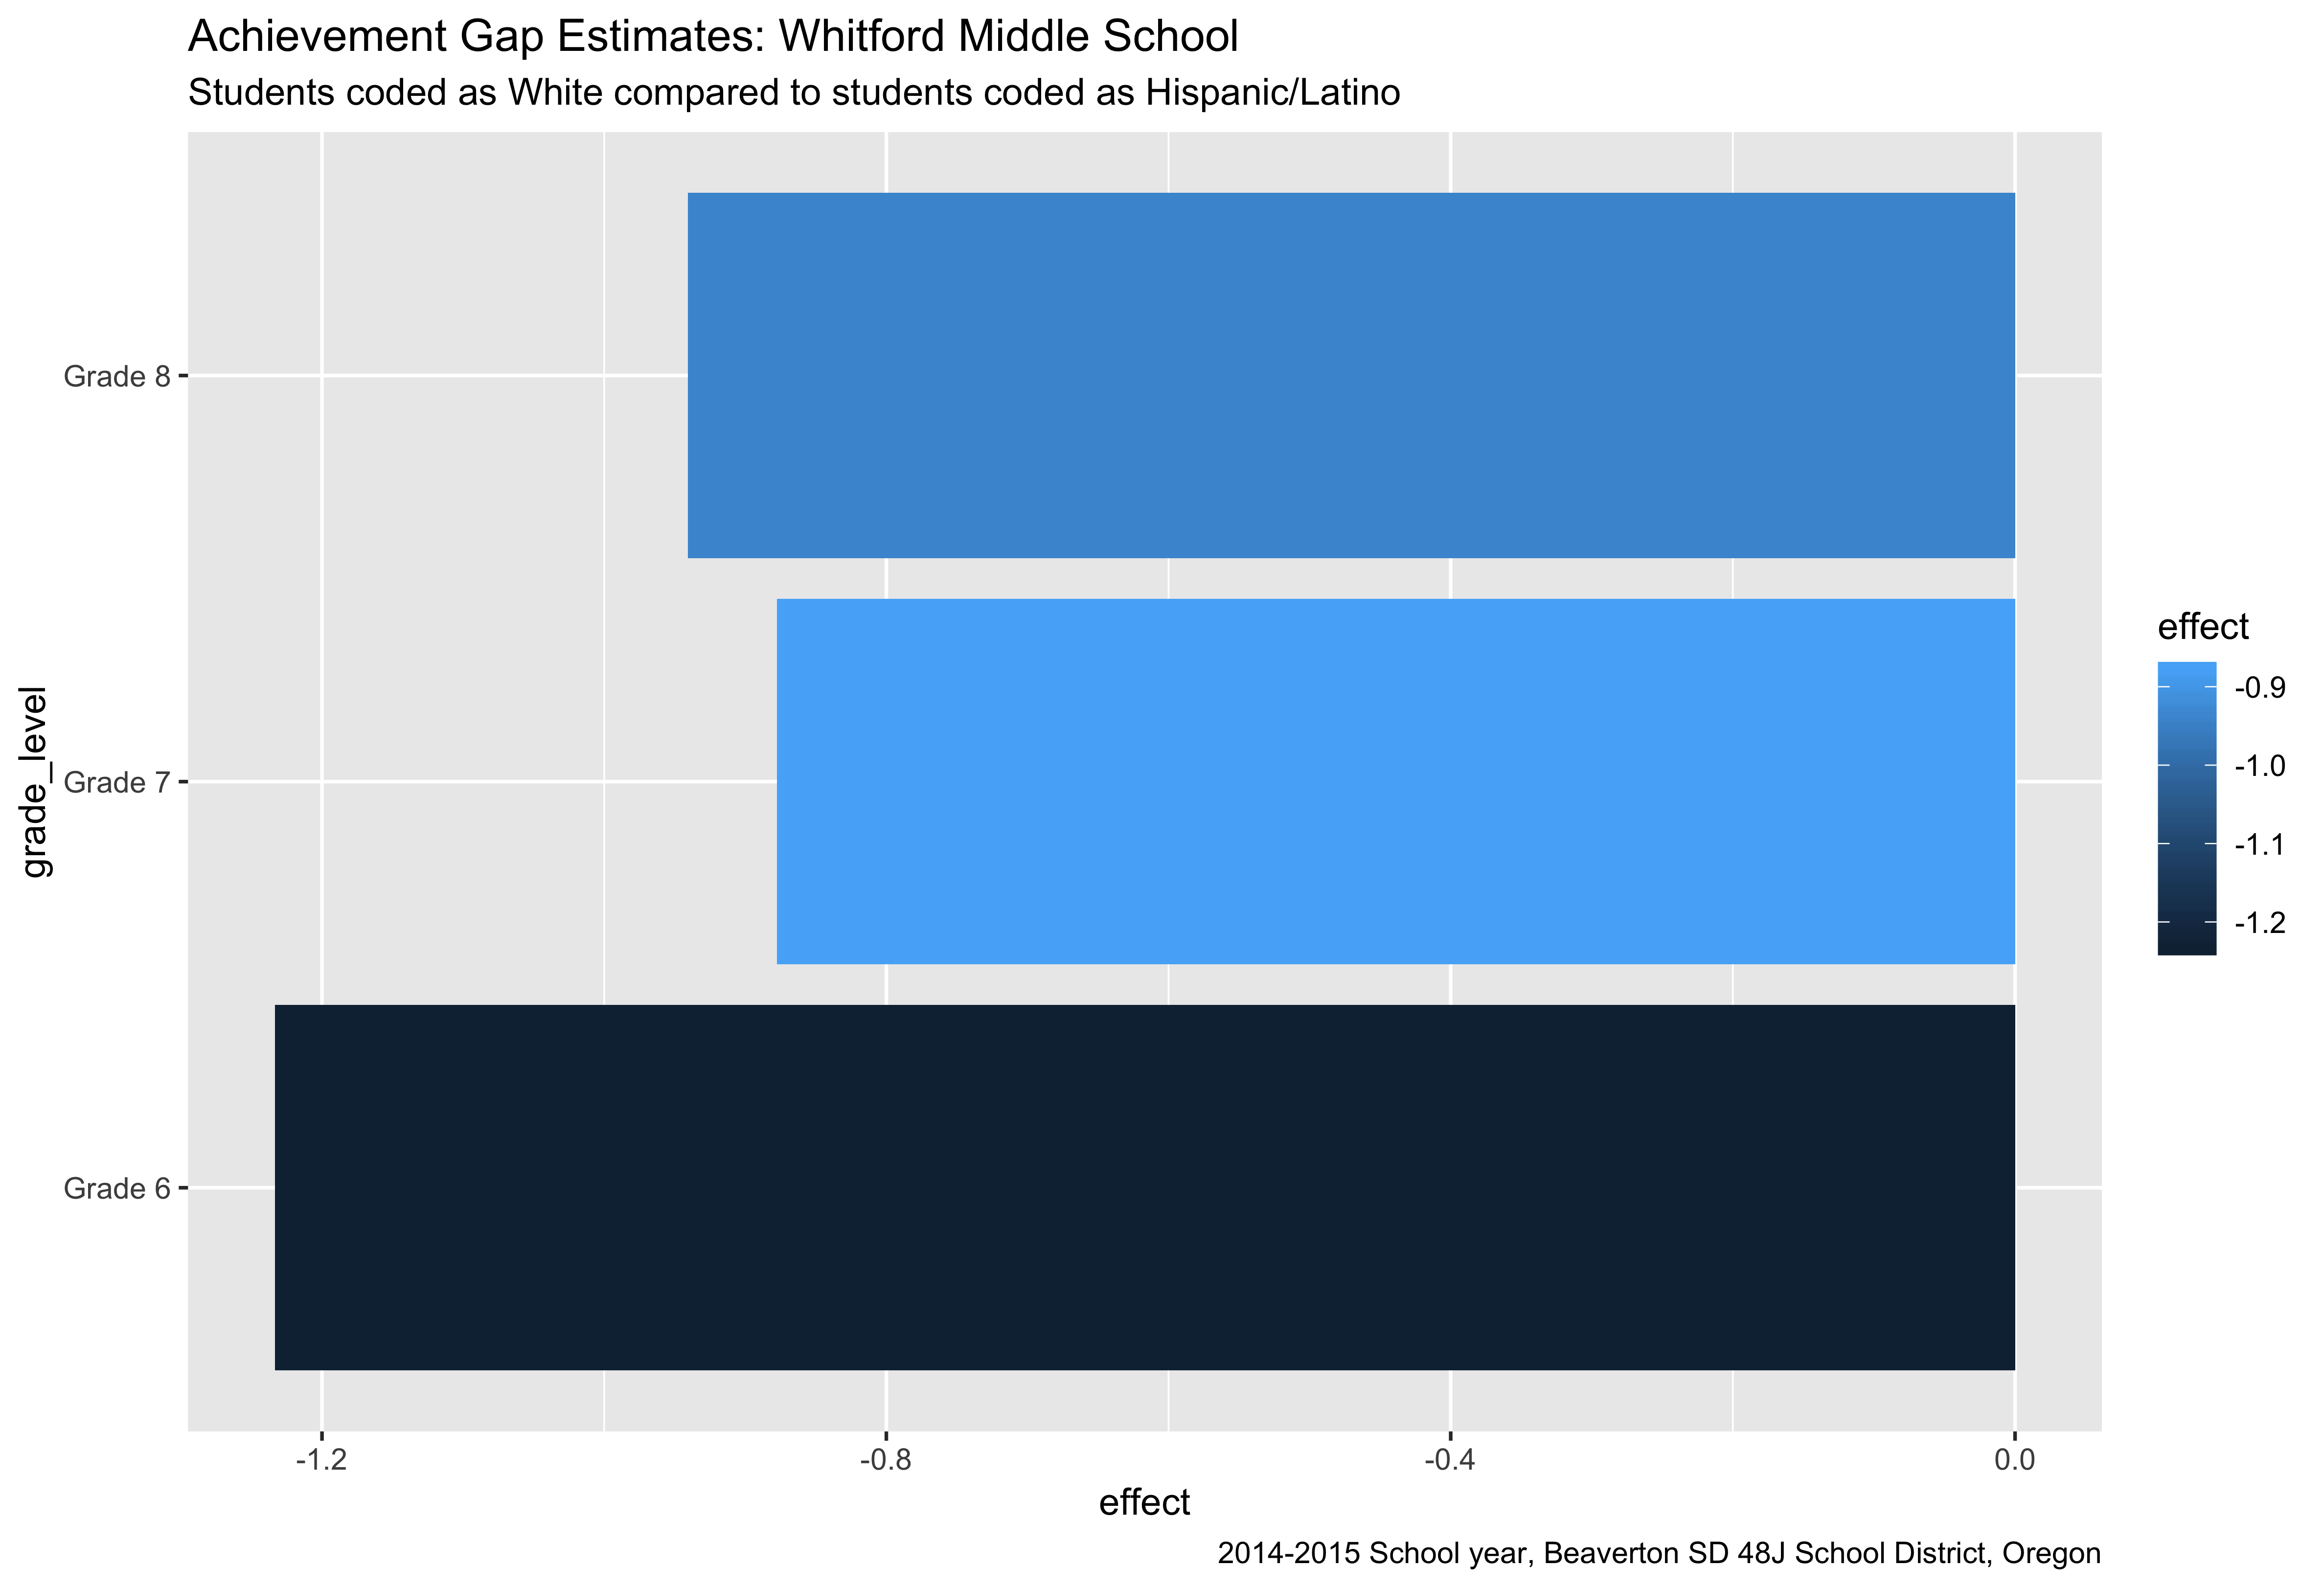 Achievement Gap Estimates: Whitford Middle School
Students coded as White compared to students coded as Hispanic/Latino
grade_level
Grade 8
Grade 7
Grade 6
-1.2
-0.8
-0.4
0.0
effect
effect
-0.9
-1.0
-1.1
-1.2
2014-2015 School year, Beaverton SD 48J School District, Oregon